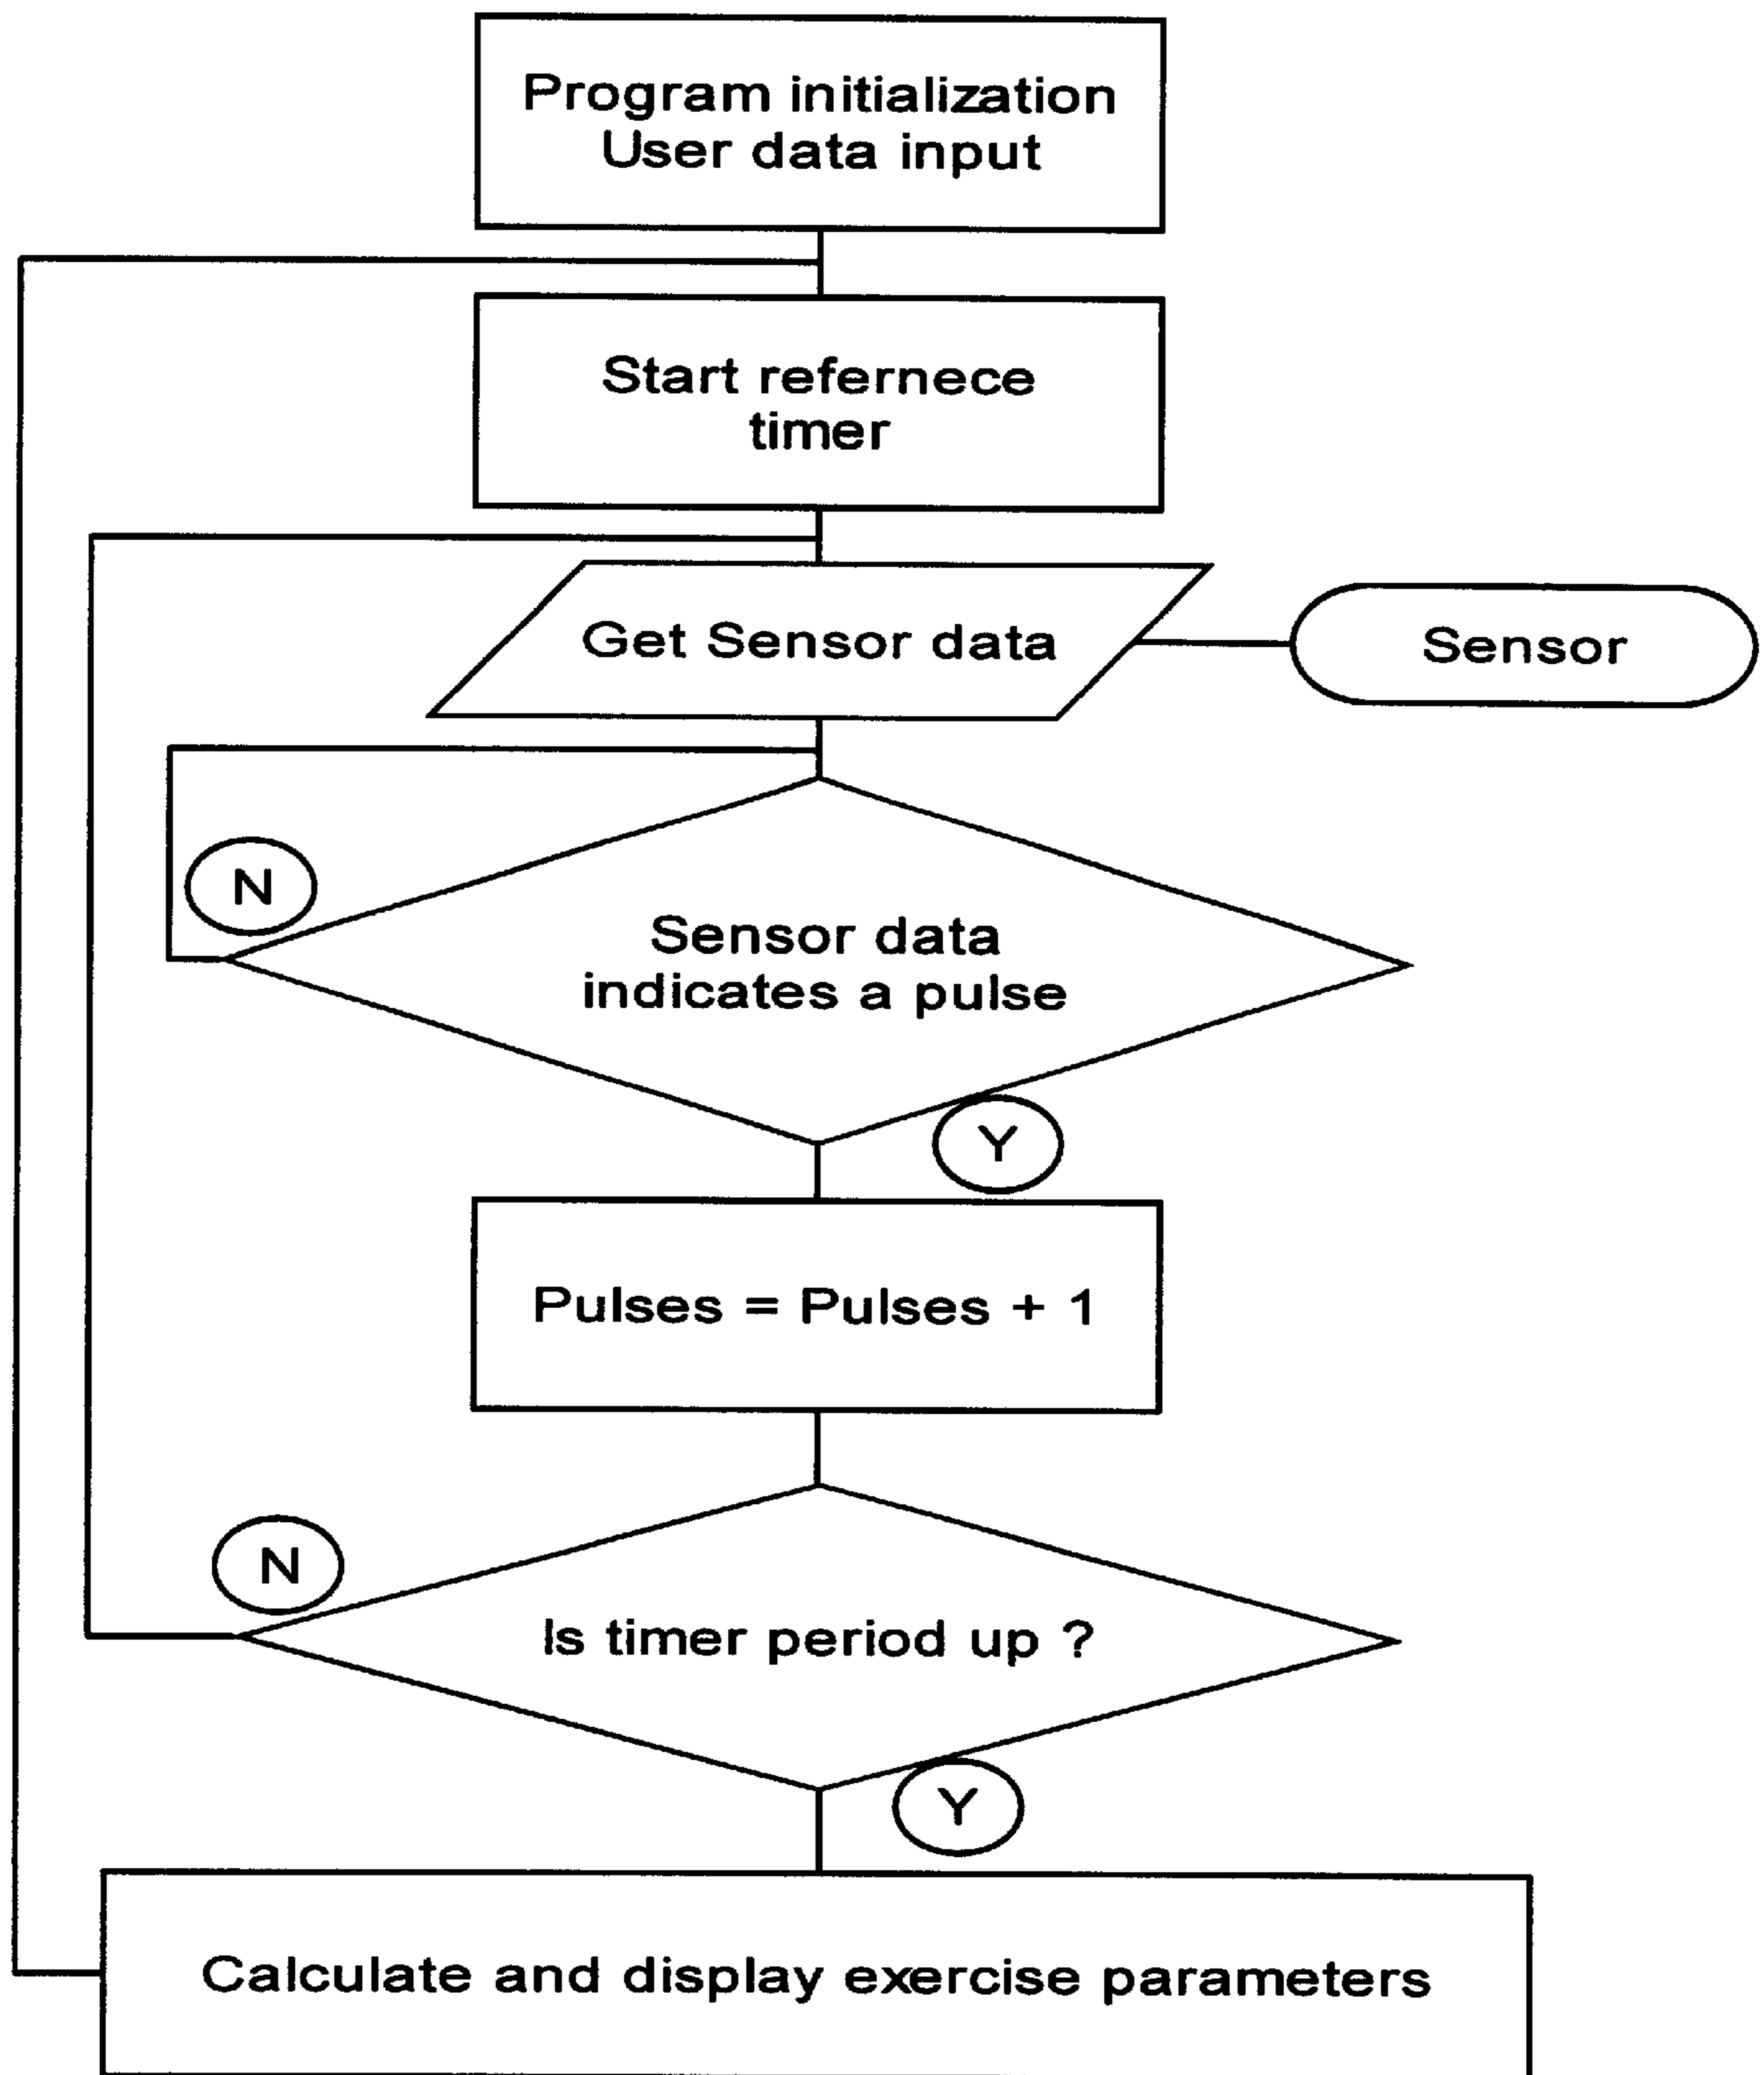 Program initialization
User data input
Start refernece
timer
Get Sensor data
Sensor
N
Sensor data
indicates a pulse
Y
Pulses = Pulses + 1
N
Is timer period up ?
Y
Calculate and display exercise parameters